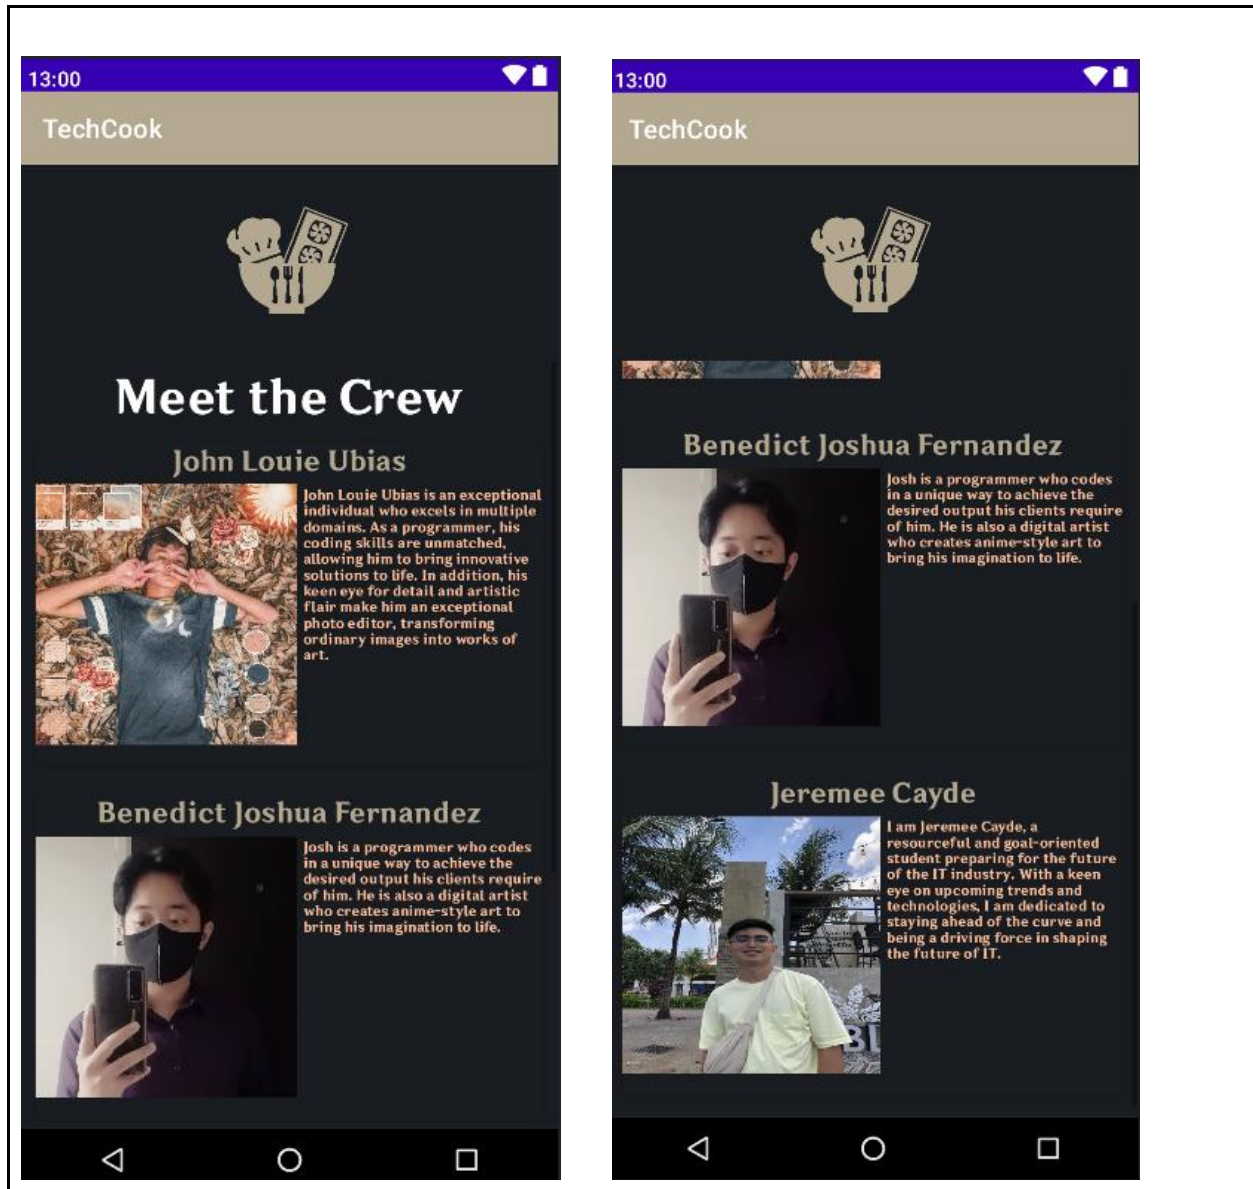 13:00
TechCook
Meet the Crew
John Louie Ubias
John Louie Ubias is an exceptional
individual who excels in multiple
domains. As a programmer, his
coding skills are unmatched,
allowing him to bring innovative
solutions to life. In addition, his
keen eye for detail and artistic
flair make him an exceptional
photo editor, transforming
ordinary images into works of
art.
Benedict Joshua Fernandez
Josh is a programmer who codes
in a unique way to achieve the
desired output his clients require
of him. He is also a digital artist
who creates anime-style art to
bring his imagination to life.
13:00
TechCook
Benedict Joshua Fernandez
Josh is a programmer who codes
in a unique way to achieve the
desired output his clients require
of him. He is also a digital artist
who creates anime-style art to
bring his imagination to life.
Jeremee Cayde
I am Jeremee Cayde, a
resourceful and goal-oriented
student preparing for the future
of the IT industry. With a keen
eye on upcoming trends and
technologies, I am dedicated to
staying ahead of the curve and
being a driving force in shaping
the future of IT.